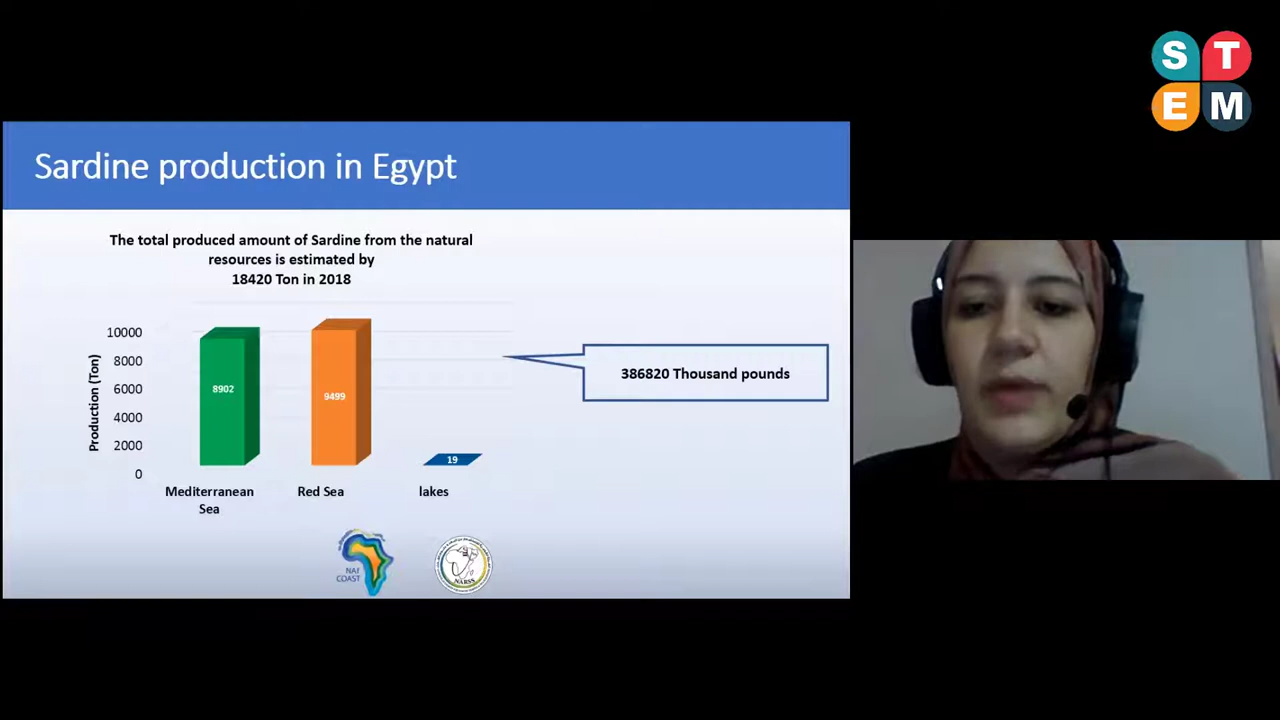 STEM
Sardine production in Egypt
The total produced amount of Sardine from the natural
resources is estimated by
18420 Ton in 2018
Production (Ton)
10000
8000
6000
4000
2000
0
8902
9499
19
Mediterranean
Sea
Red Sea
lakes
386820 Thousand pounds
COAST
NARSS